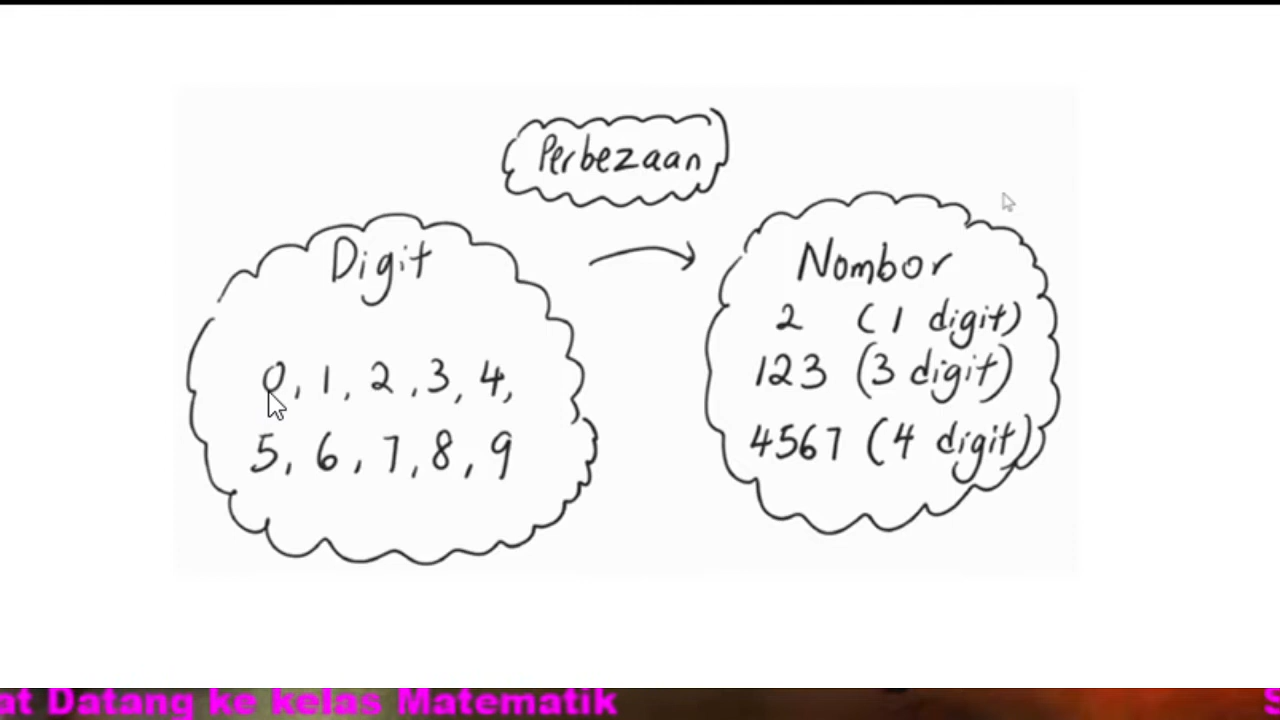 Perbezaan
Digit
0, 1, 2, 3, 4,
5, 6, 7, 8, 9
Nombor
2 (1 digit)
123 (3 digit)
4567 (4 digit)
Datang ke kelas Matematik